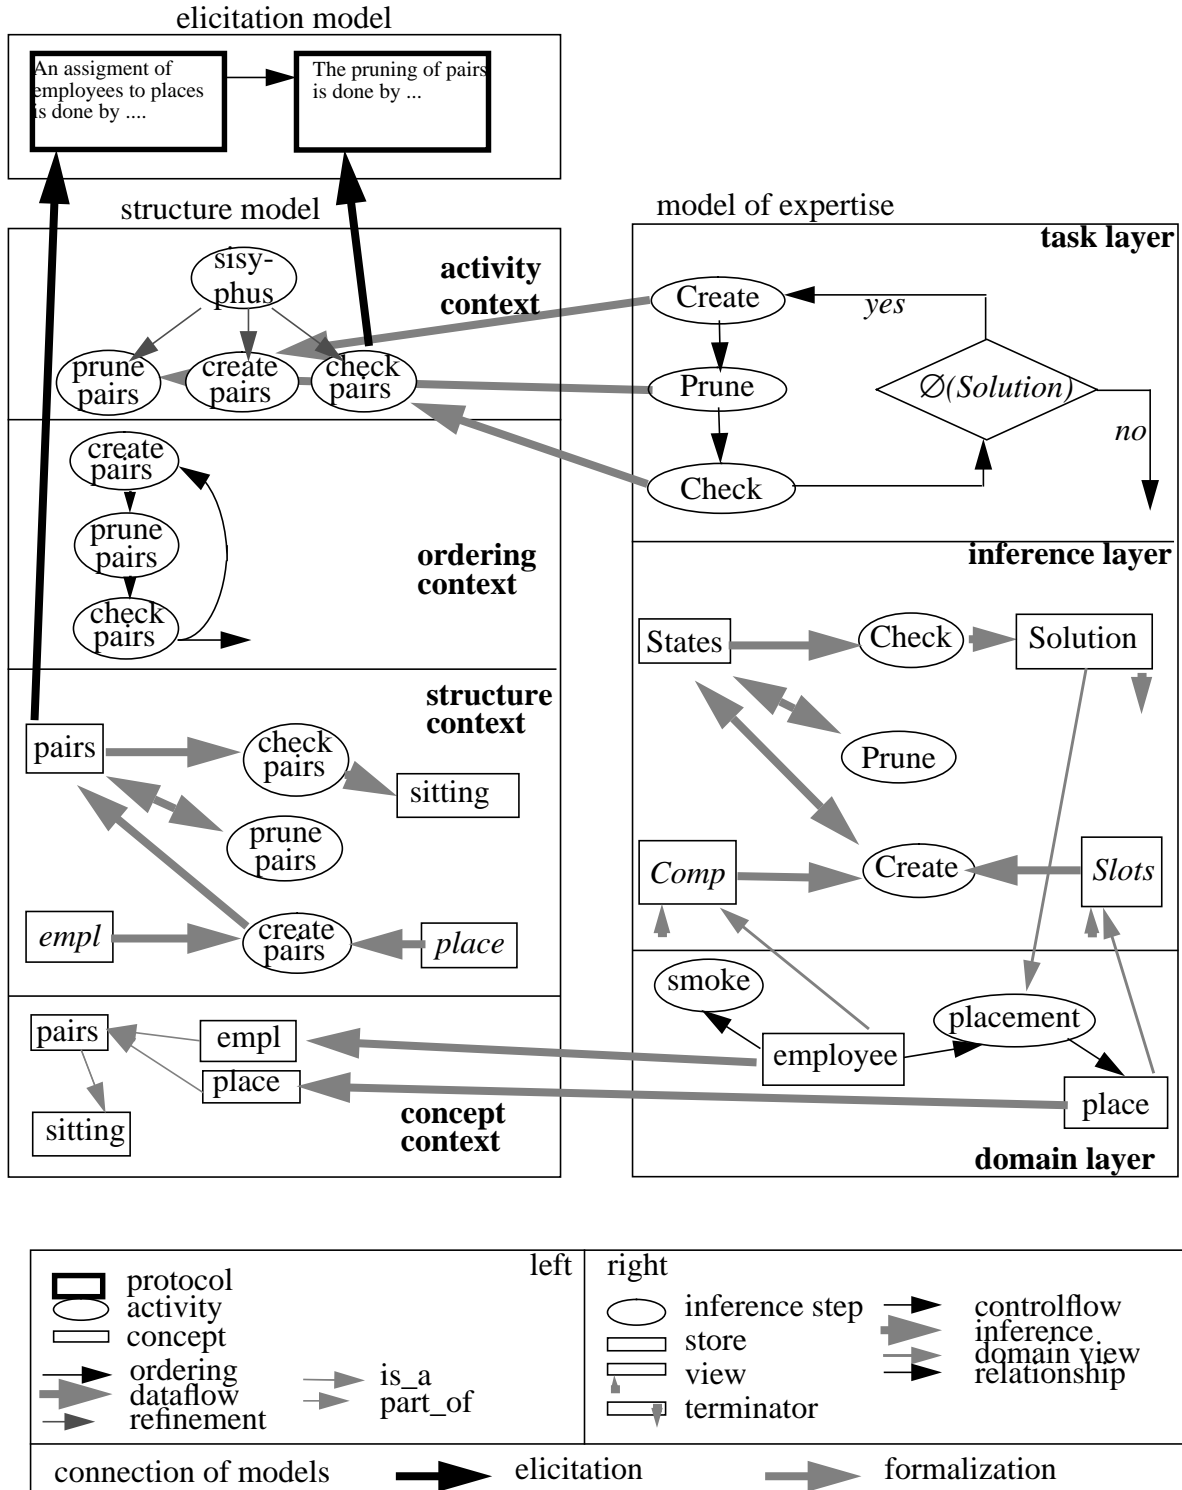 elicitation model
An assigment of
employees to places
is done by ....
The pruning of pairs
is done by ...
structure model
activity
context
sisy-
phus
prune
pairs
create
pairs
check
pairs
create
pairs
prune
pairs
check
pairs
ordering
context
structure
context
pairs
check
pairs
sitting
prune
pairs
empl
create
pairs
place
pairs
empl
place
sitting
concept
context
model of expertise
task layer
Create
yes
Prune
∅(Solution)
no
Check
inference layer
States
Check
Solution
Prune
Comp
Create
Slots
smoke
placement
employee
place
domain layer
left
protocol
activity
concept
ordering
dataflow
refinement
is_a
part_of
right
inference step
store
view
terminator
controlflow
inference
domain view
relationship
connection of models
elicitation
formalization